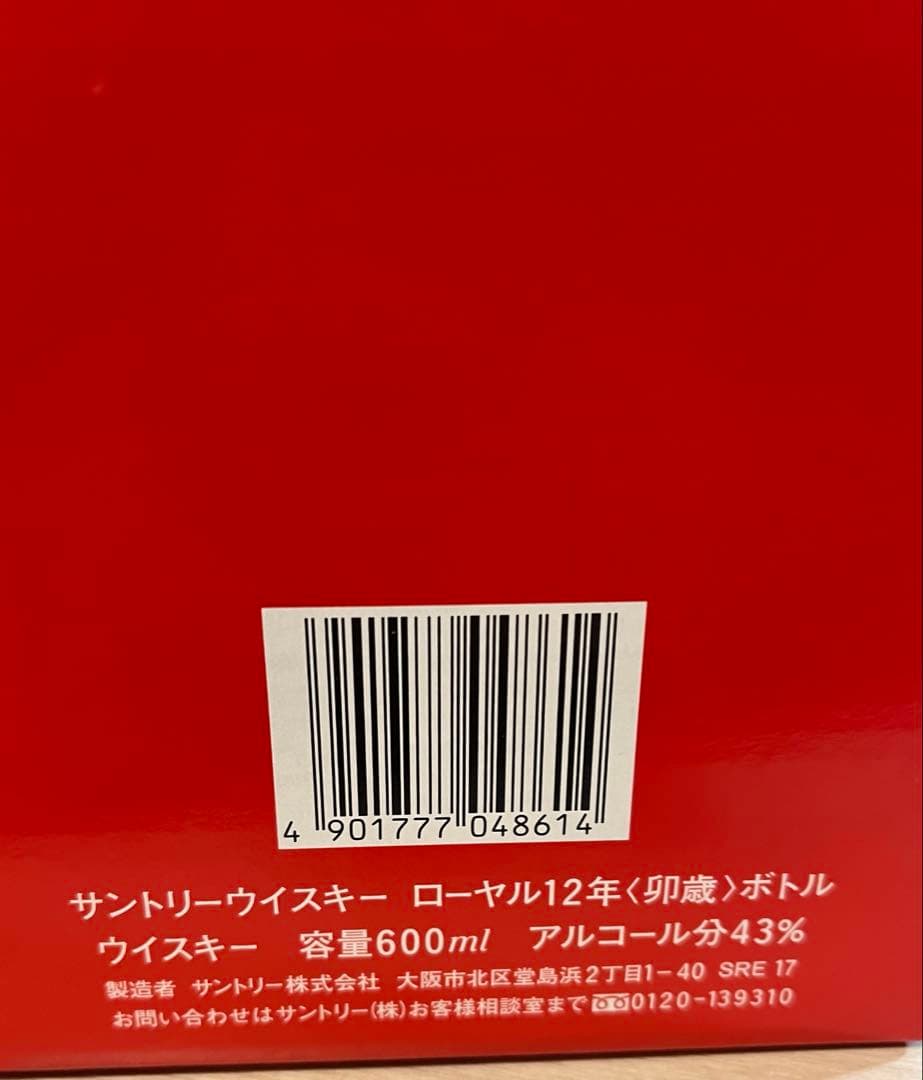 4 901777 048614
サントリーウイスキー ローヤル12年〈卯歳〉ボトル
ウイスキー 容量600ml アルコール分43%
製造者 サントリー株式会社 大阪市北区堂島浜2丁目1-40 SRE 17
お問い合わせはサントリー(株)お客様相談室まで 0120-139310